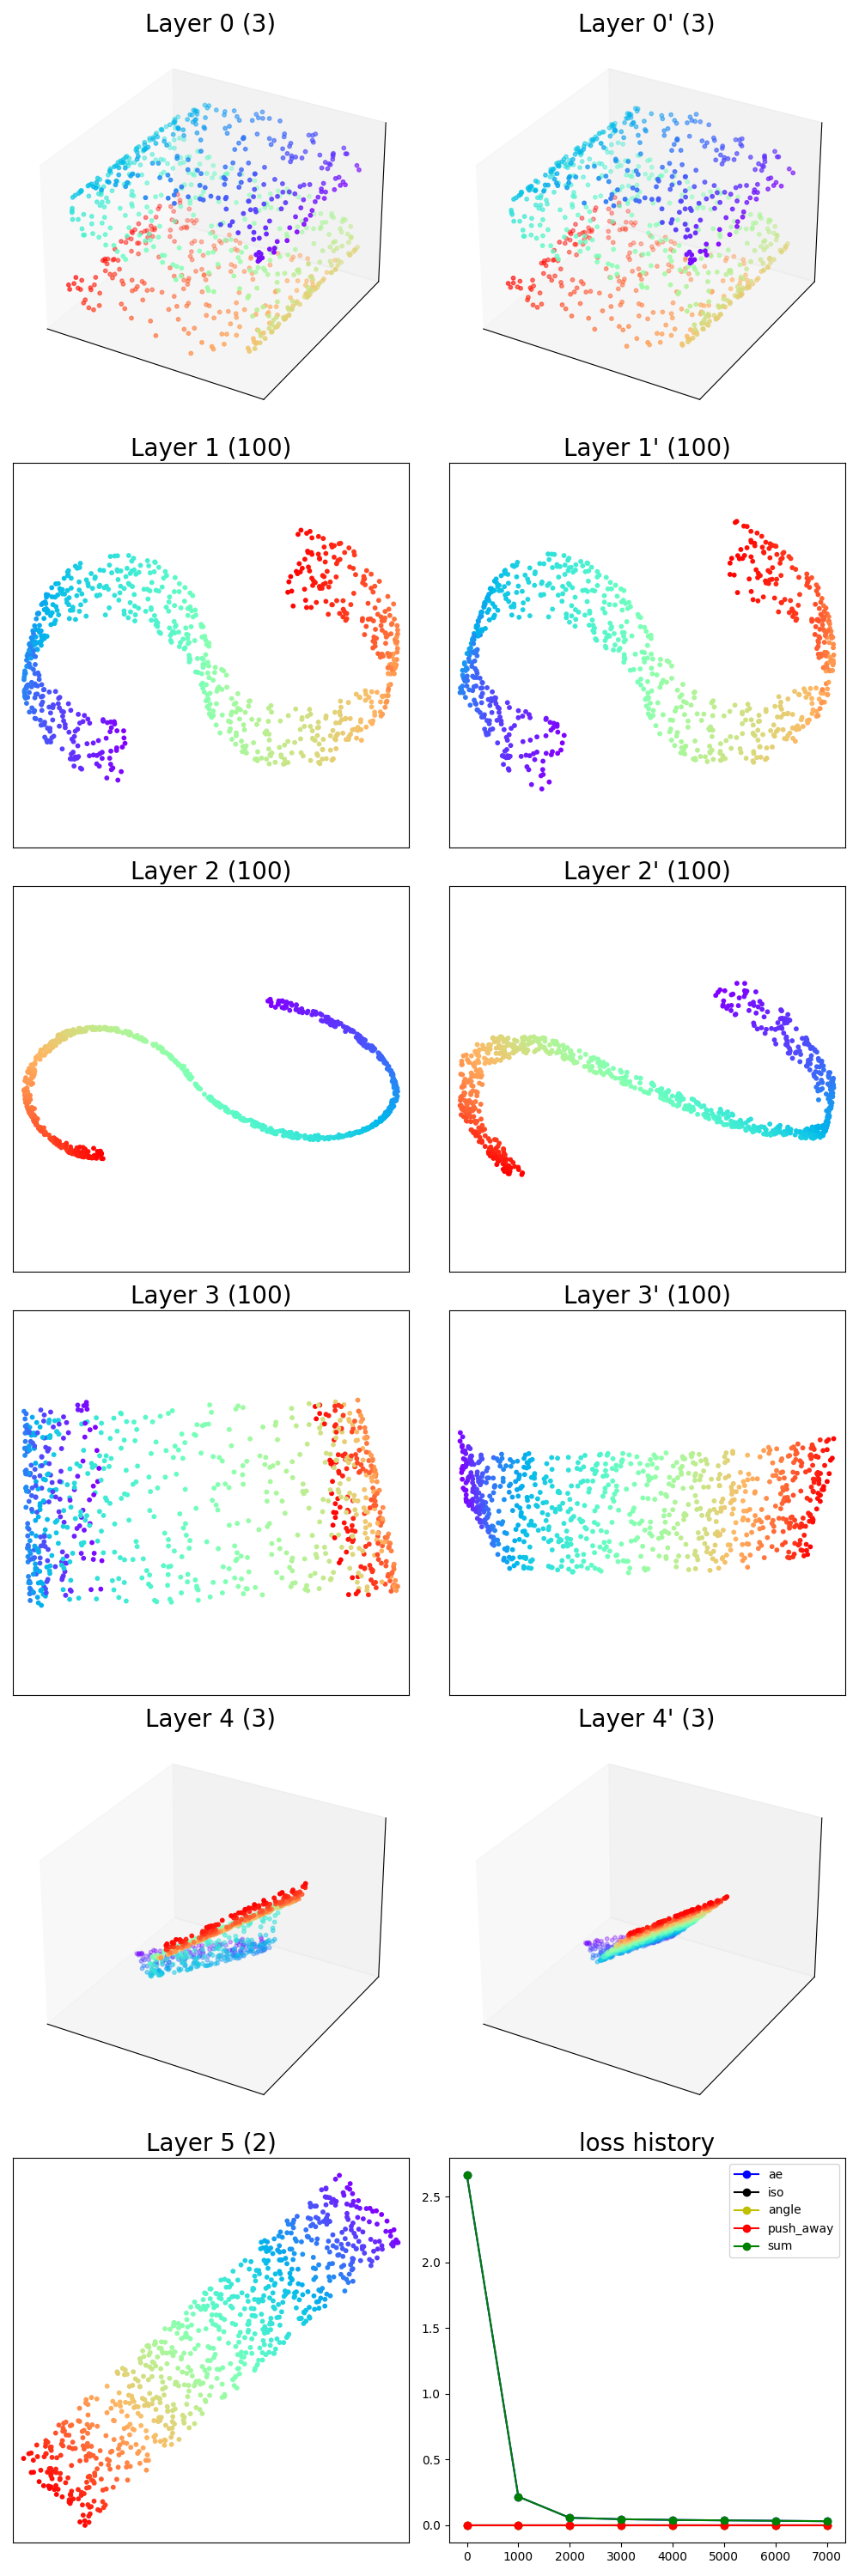 Layer 0 (3)
Layer 0' (3)
Layer 1 (100)
Layer 1' (100)
Layer 2 (100)
Layer 2' (100)
Layer 3 (100)
Layer 3' (100)
Layer 4 (3)
Layer 4' (3)
Layer 5 (2)
loss history
ae
iso
angle
push_away
sum
2.5
2.0
1.5
1.0
0.5
0.0
0 1000 2000 3000 4000 5000 6000 7000